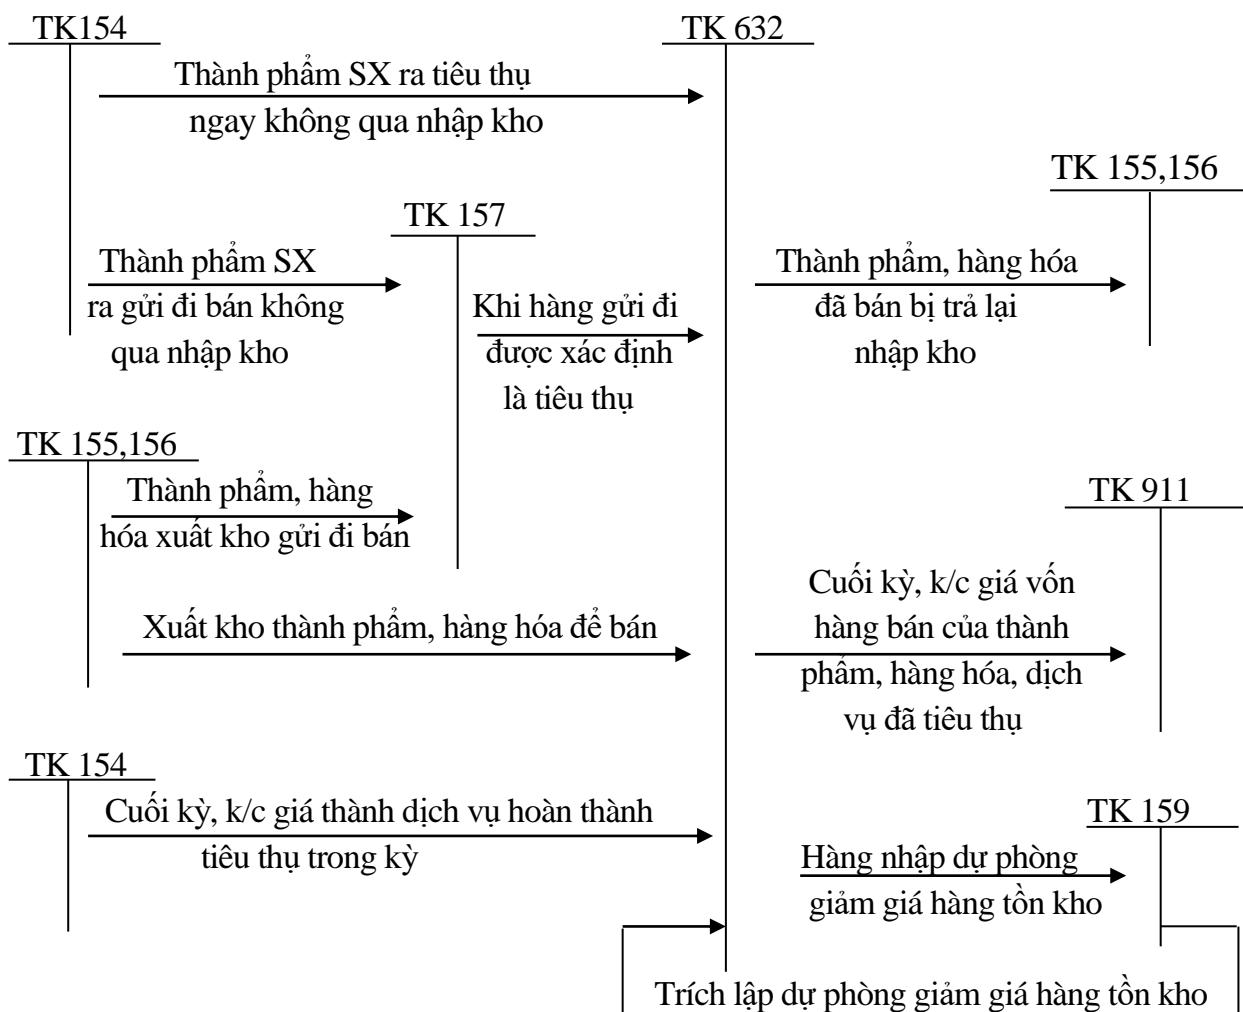 TK154
TK 632
Thành phẩm SX ra tiêu thụ
ngay không qua nhập kho
TK 155,156
TK 157
Thành phẩm SX
ra gửi đi bán không
qua nhập kho
Khi hàng gửi đi
được xác định
là tiêu thụ
Thành phẩm, hàng hóa
đã bán bị trả lại
nhập kho
TK 155,156
Thành phẩm, hàng
hóa xuất kho gửi đi bán
TK 911
Xuất kho thành phẩm, hàng hóa để bán
Cuối kỳ, k/c giá vốn
hàng bán của thành
phẩm, hàng hóa, dịch
vụ đã tiêu thụ
TK 154
Cuối kỳ, k/c giá thành dịch vụ hoàn thành
tiêu thụ trong kỳ
TK 159
Hàng nhập dự phòng
giảm giá hàng tồn kho
Trích lập dự phòng giảm giá hàng tồn kho